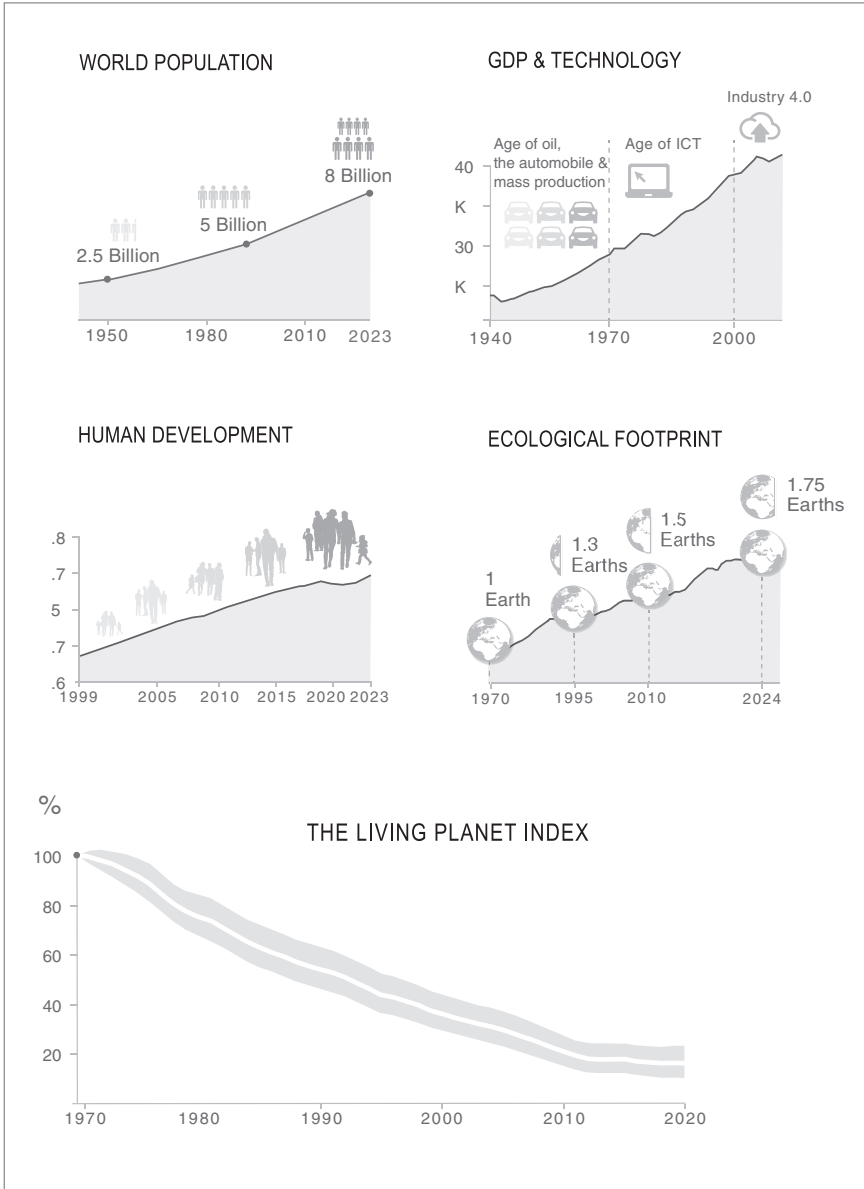 WORLD POPULATION
2.5 Billion
5 Billion
8 Billion
1950
1980
2010
2023
GDP & TECHNOLOGY
Age of oil,
the automobile &
mass production
Age of ICT
Industry 4.0
40
K
30
K
1940
1970
2000
HUMAN DEVELOPMENT
.8
.7
5
.7
.6
1999
2005
2010
2015
2020
2023
ECOLOGICAL FOOTPRINT
1
Earth
1.3
Earths
1.5
Earths
1.75
Earths
1970
1995
2010
2024
%
THE LIVING PLANET INDEX
100
80
60
40
20
1970
1980
1990
2000
2010
2020